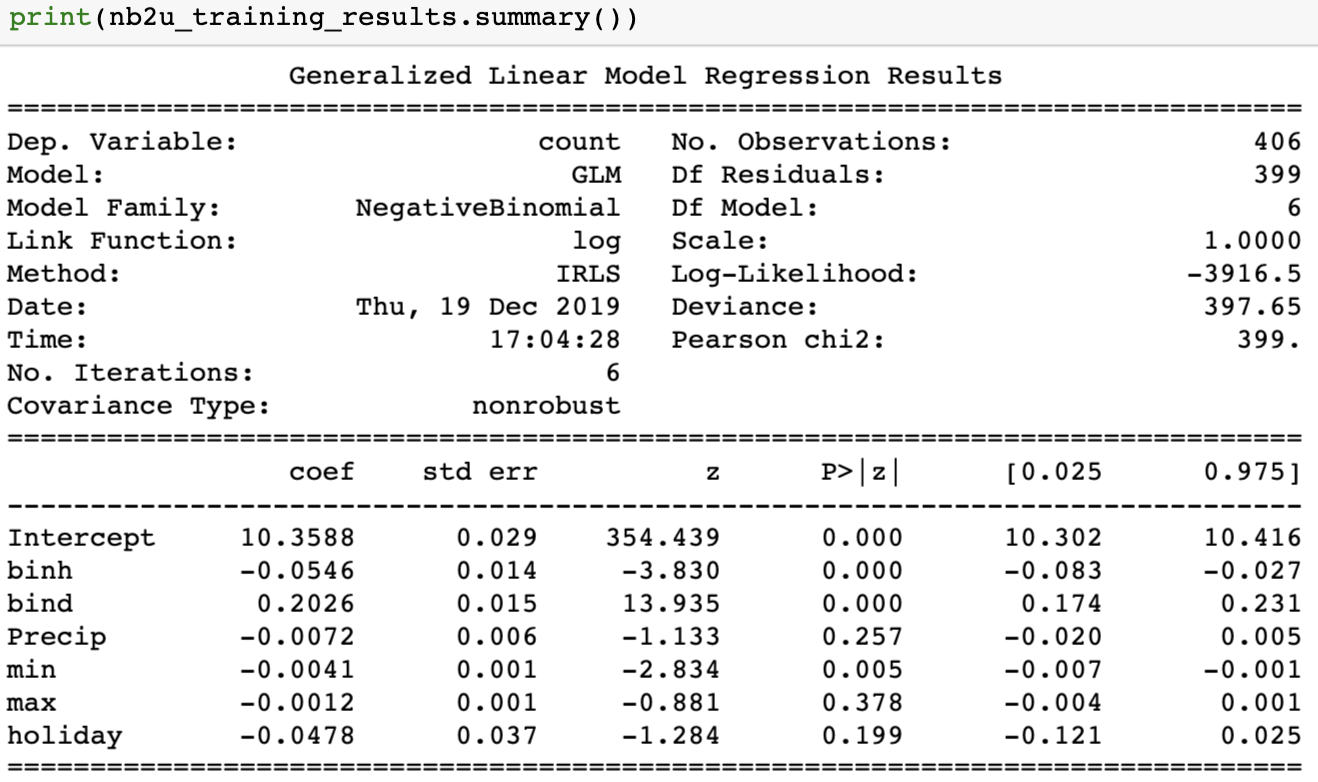 print(nb2u_training_results.summary())
                 Generalized Linear Model Regression Results
==============================================================================
Dep. Variable:                  count   No. Observations:                  406
Model:                            GLM   Df Residuals:                      399
Model Family:        NegativeBinomial   Df Model:                            6
Link Function:                    log   Scale:                          1.0000
Method:                          IRLS   Log-Likelihood:                -3916.5
Date:                Thu, 19 Dec 2019   Deviance:                       397.65
Time:                        17:04:28   Pearson chi2:                     399.
No. Iterations:                     6
Covariance Type:            nonrobust
==============================================================================
                 coef    std err          z      P>|z|      [0.025      0.975]
------------------------------------------------------------------------------
Intercept     10.3588      0.029    354.439      0.000      10.302      10.416
binh          -0.0546      0.014     -3.830      0.000      -0.083      -0.027
bind           0.2026      0.015     13.935      0.000       0.174       0.231
Precip        -0.0072      0.006     -1.133      0.257      -0.020       0.005
min           -0.0041      0.001     -2.834      0.005      -0.007      -0.001
max           -0.0012      0.001     -0.881      0.378      -0.004       0.001
holiday       -0.0478      0.037     -1.284      0.199      -0.121       0.025
==============================================================================